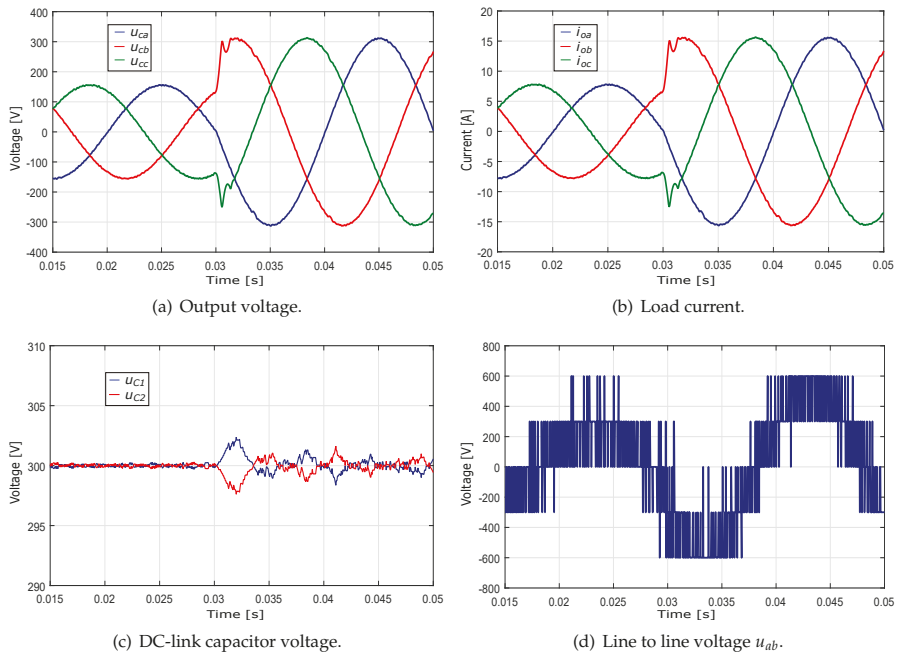 400
300
200
100
0
-100
-200
-300
-400
Voltage [V]
u_ca
u_cb
u_cc
0.015 0.02 0.025 0.03 0.035 0.04 0.045 0.05
Time [s]
(a) Output voltage.
20
15
10
5
0
-5
-10
-15
-20
Current [A]
i_oa
i_ob
i_oc
0.015 0.02 0.025 0.03 0.035 0.04 0.045 0.05
Time [s]
(b) Load current.
310
305
300
295
290
Voltage [V]
u_C1
u_C2
0.015 0.02 0.025 0.03 0.035 0.04 0.045 0.05
Time [s]
(c) DC-link capacitor voltage.
800
600
400
200
0
-200
-400
-600
-800
Voltage [V]
0.015 0.02 0.025 0.03 0.035 0.04 0.045 0.05
Time [s]
(d) Line to line voltage u_ab.